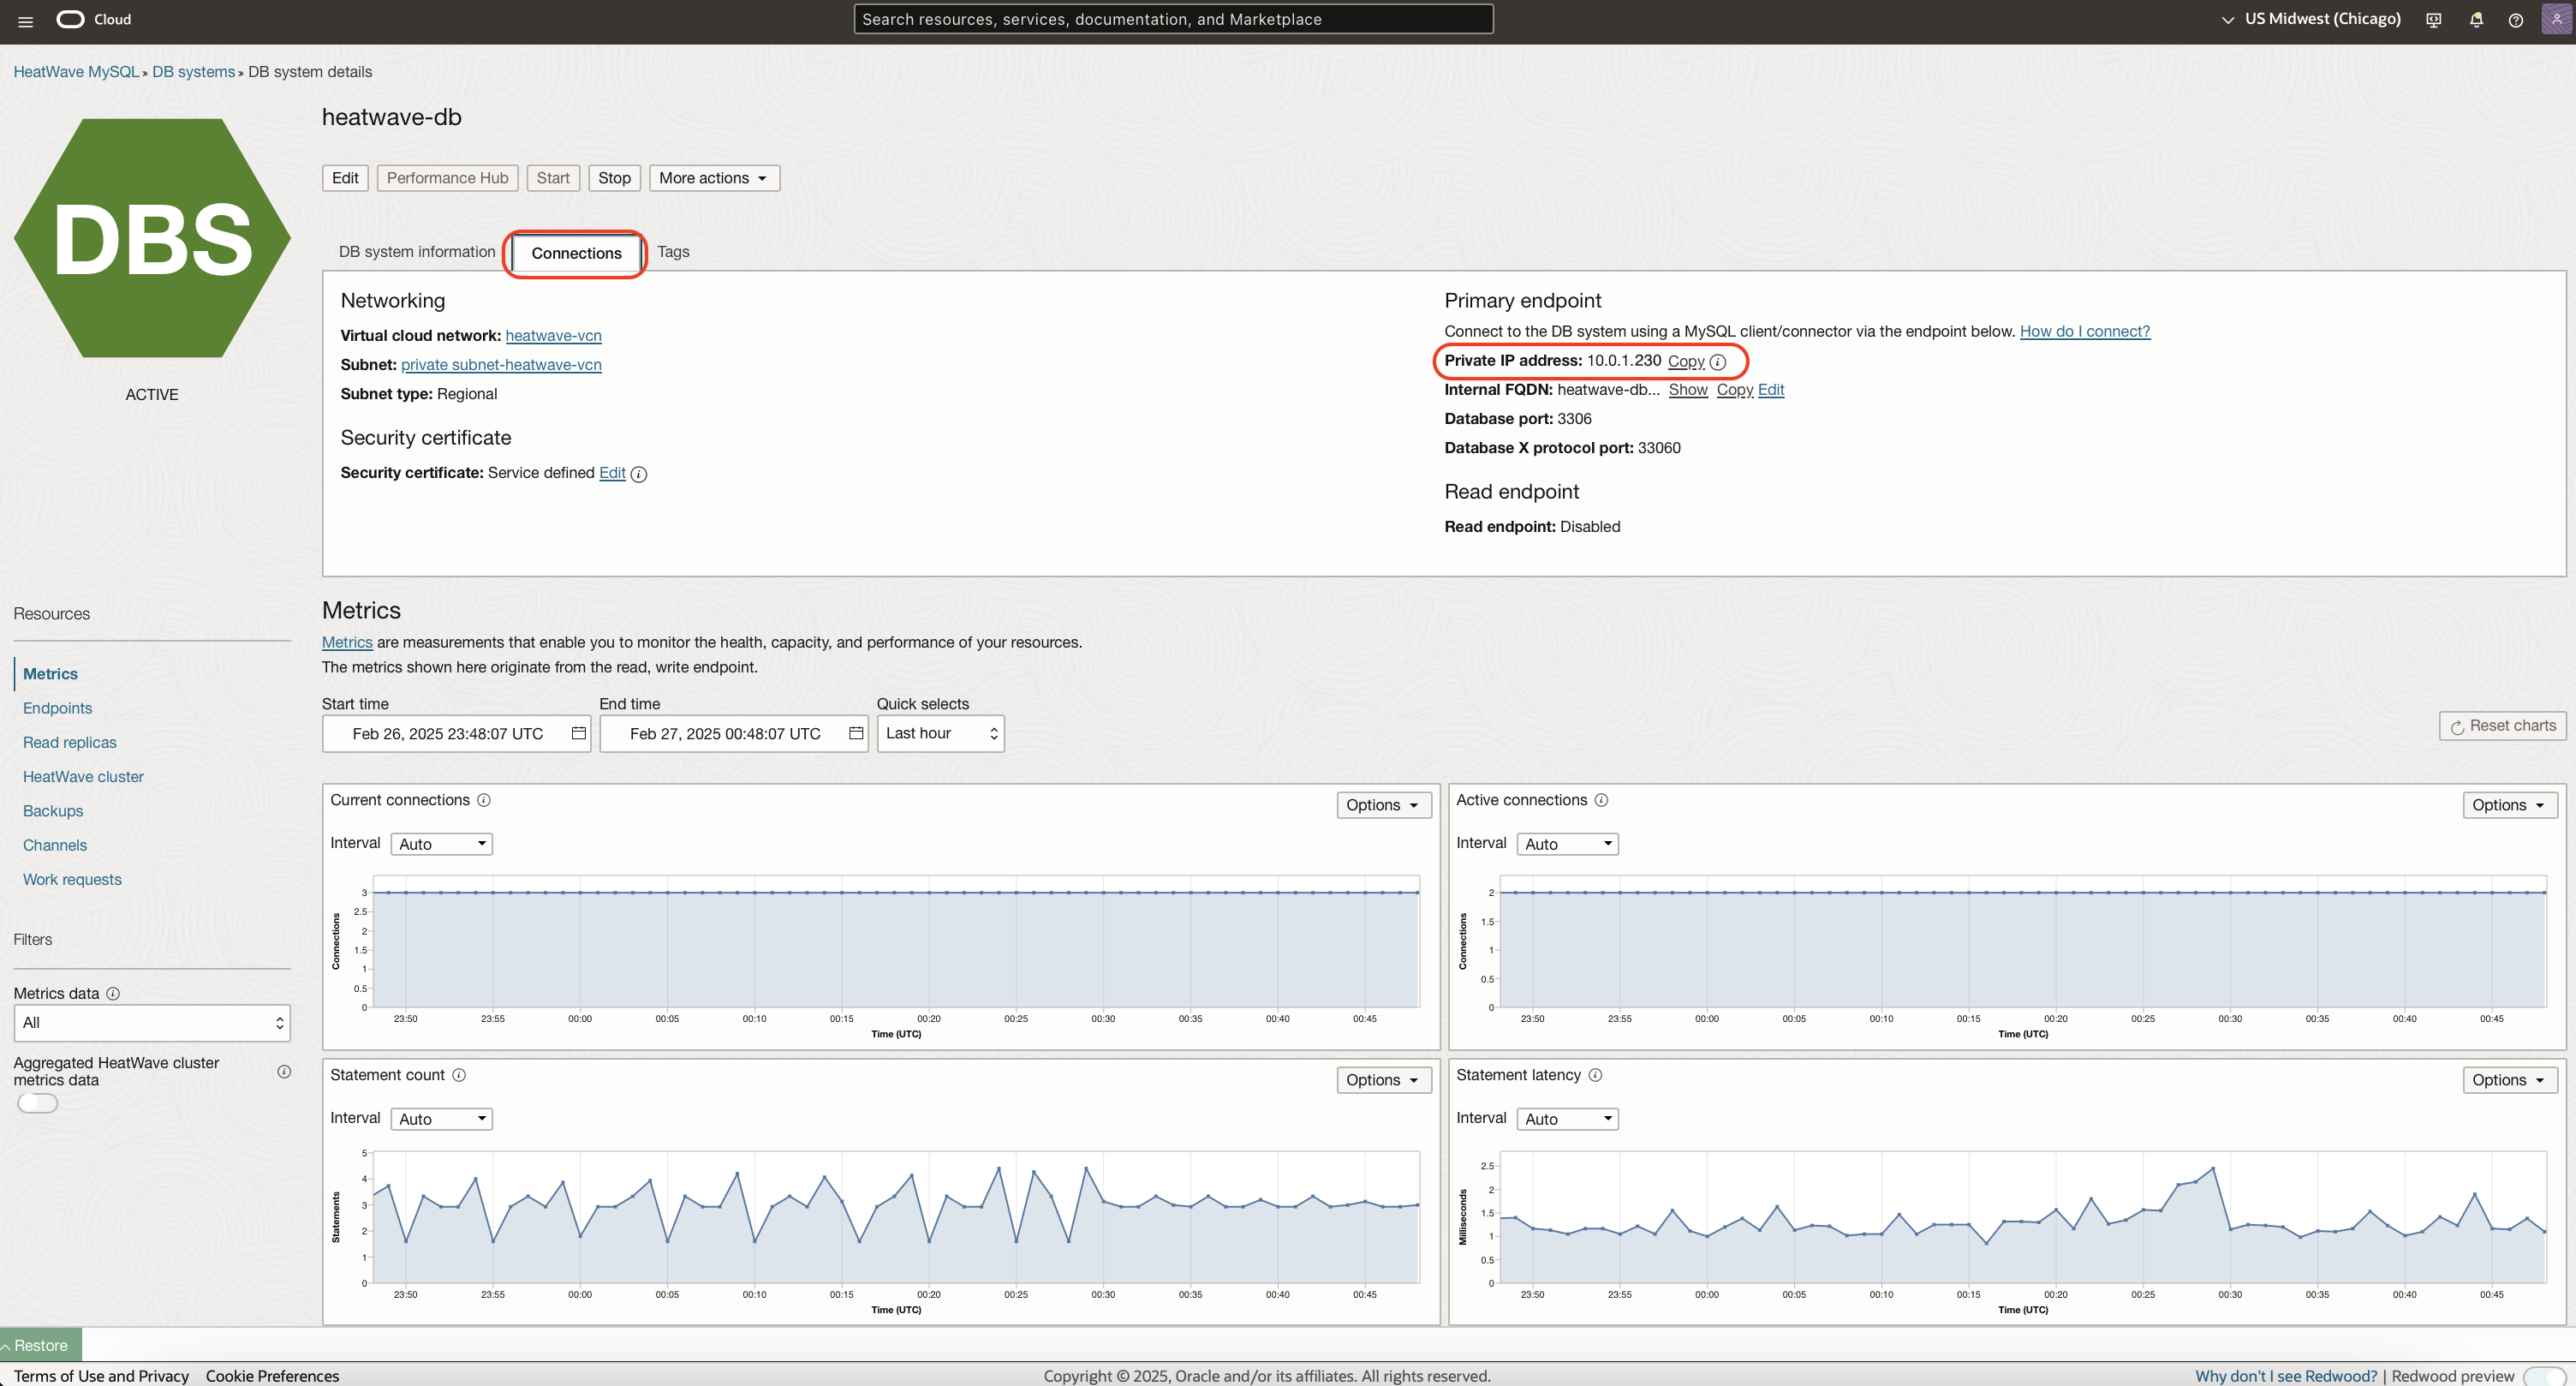 Cloud
Search resources, services, documentation, and Marketplace
US Midwest (Chicago)
HeatWave MySQL » DB systems » DB system details
DBS
ACTIVE
heatwave-db
Edit
Performance Hub
Start
Stop
More actions
DB system information
Connections
Tags
Networking
Virtual cloud network: heatwave-vcn
Subnet: private subnet-heatwave-vcn
Subnet type: Regional
Security certificate
Security certificate: Service defined Edit
Primary endpoint
Connect to the DB system using a MySQL client/connector via the endpoint below. How do I connect?
Private IP address: 10.0.1.230 Copy
Internal FQDN: heatwave-db... Show Copy Edit
Database port: 3306
Database X protocol port: 33060
Read endpoint
Read endpoint: Disabled
Resources
Metrics
Endpoints
Read replicas
HeatWave cluster
Backups
Channels
Work requests
Filters
Metrics data
All
Aggregated HeatWave cluster
metrics data
Metrics
Metrics are measurements that enable you to monitor the health, capacity, and performance of your resources.
The metrics shown here originate from the read, write endpoint.
Start time
Feb 26, 2025 23:48:07 UTC
End time
Feb 27, 2025 00:48:07 UTC
Quick selects
Last hour
Reset charts
Current connections
Options
Interval
Auto
Connections
3
2.5
2
1.5
1
0.5
0
23:50 23:55 00:00 00:05 00:10 00:15 00:20 00:25 00:30 00:35 00:40 00:45
Time (UTC)
Active connections
Options
Interval
Auto
Connections
2
1.5
1
0.5
0
23:50 23:55 00:00 00:05 00:10 00:15 00:20 00:25 00:30 00:35 00:40 00:45
Time (UTC)
Statement count
Options
Interval
Auto
Statements
5
4
3
2
1
0
23:50 23:55 00:00 00:05 00:10 00:15 00:20 00:25 00:30 00:35 00:40 00:45
Time (UTC)
Statement latency
Options
Interval
Auto
Milliseconds
2.5
2
1.5
1
0.5
0
23:50 23:55 00:00 00:05 00:10 00:15 00:20 00:25 00:30 00:35 00:40 00:45
Time (UTC)
Restore
Terms of Use and Privacy
Cookie Preferences
Copyright © 2025, Oracle and/or its affiliates. All rights reserved.
Why don't I see Redwood? | Redwood preview